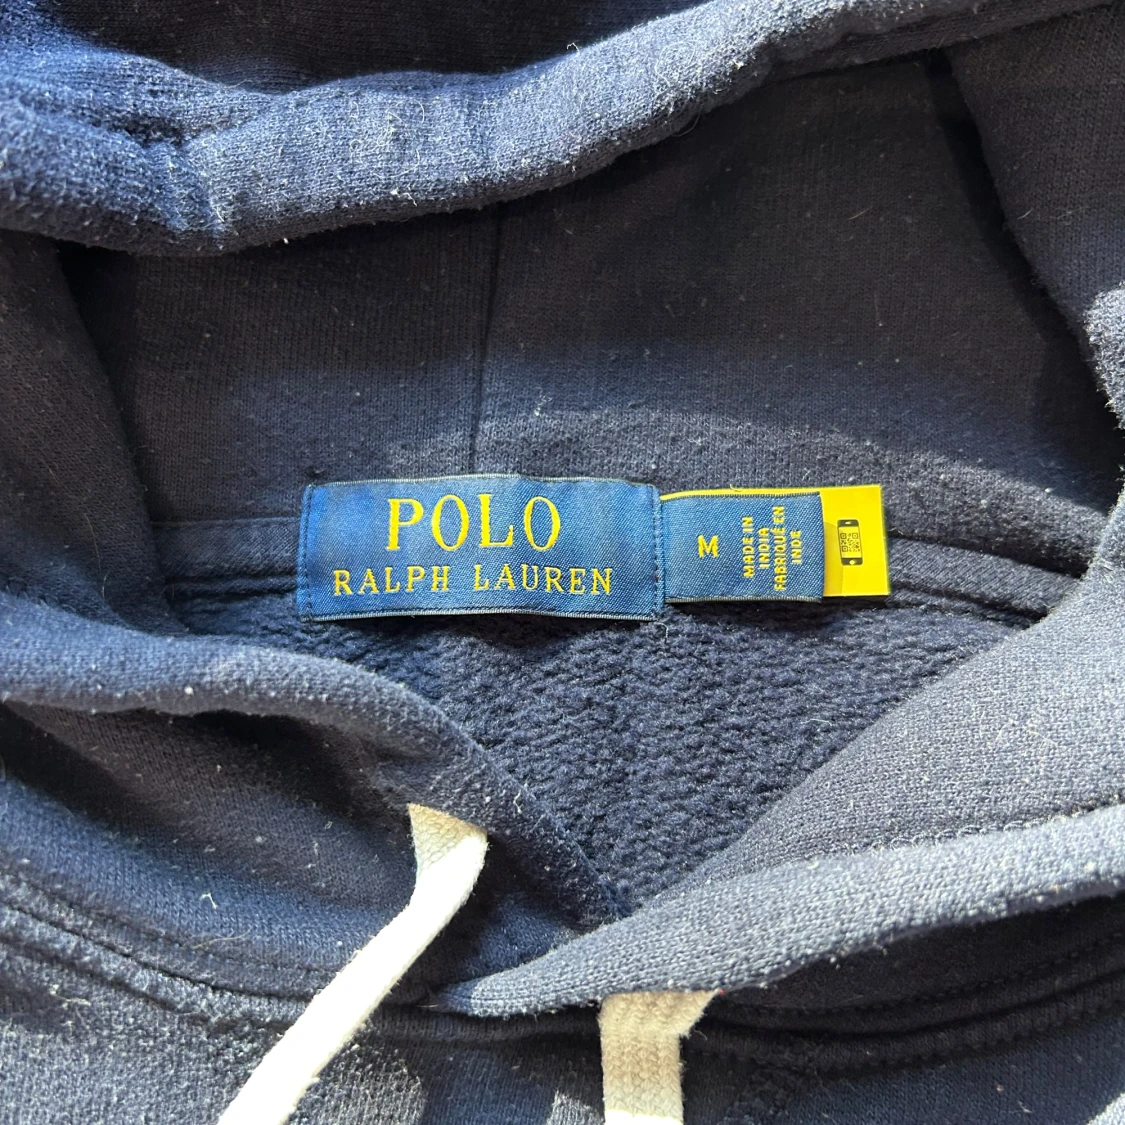 POLO
RALPH LAUREN
M
MADE IN
INDIA
FABRIQUÉ EN
INDE